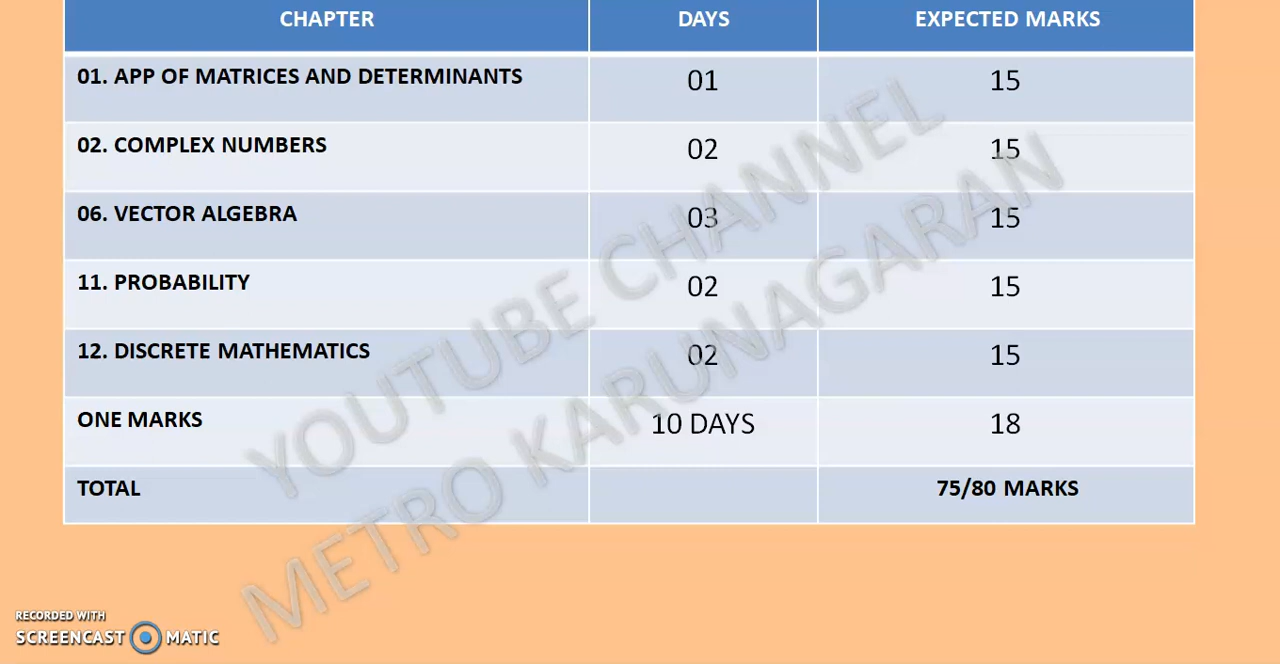 CHAPTER DAYS EXPECTED MARKS
01. APP OF MATRICES AND DETERMINANTS 01 15
02. COMPLEX NUMBERS 02 15
06. VECTOR ALGEBRA 03 15
11. PROBABILITY 02 15
12. DISCRETE MATHEMATICS 02 15
ONE MARKS 10 DAYS 18
TOTAL 75/80 MARKS
YOUTUBE CHANNEL
METRO KARUNAGARAN
RECORDED WITH
SCREENCAST MATIC